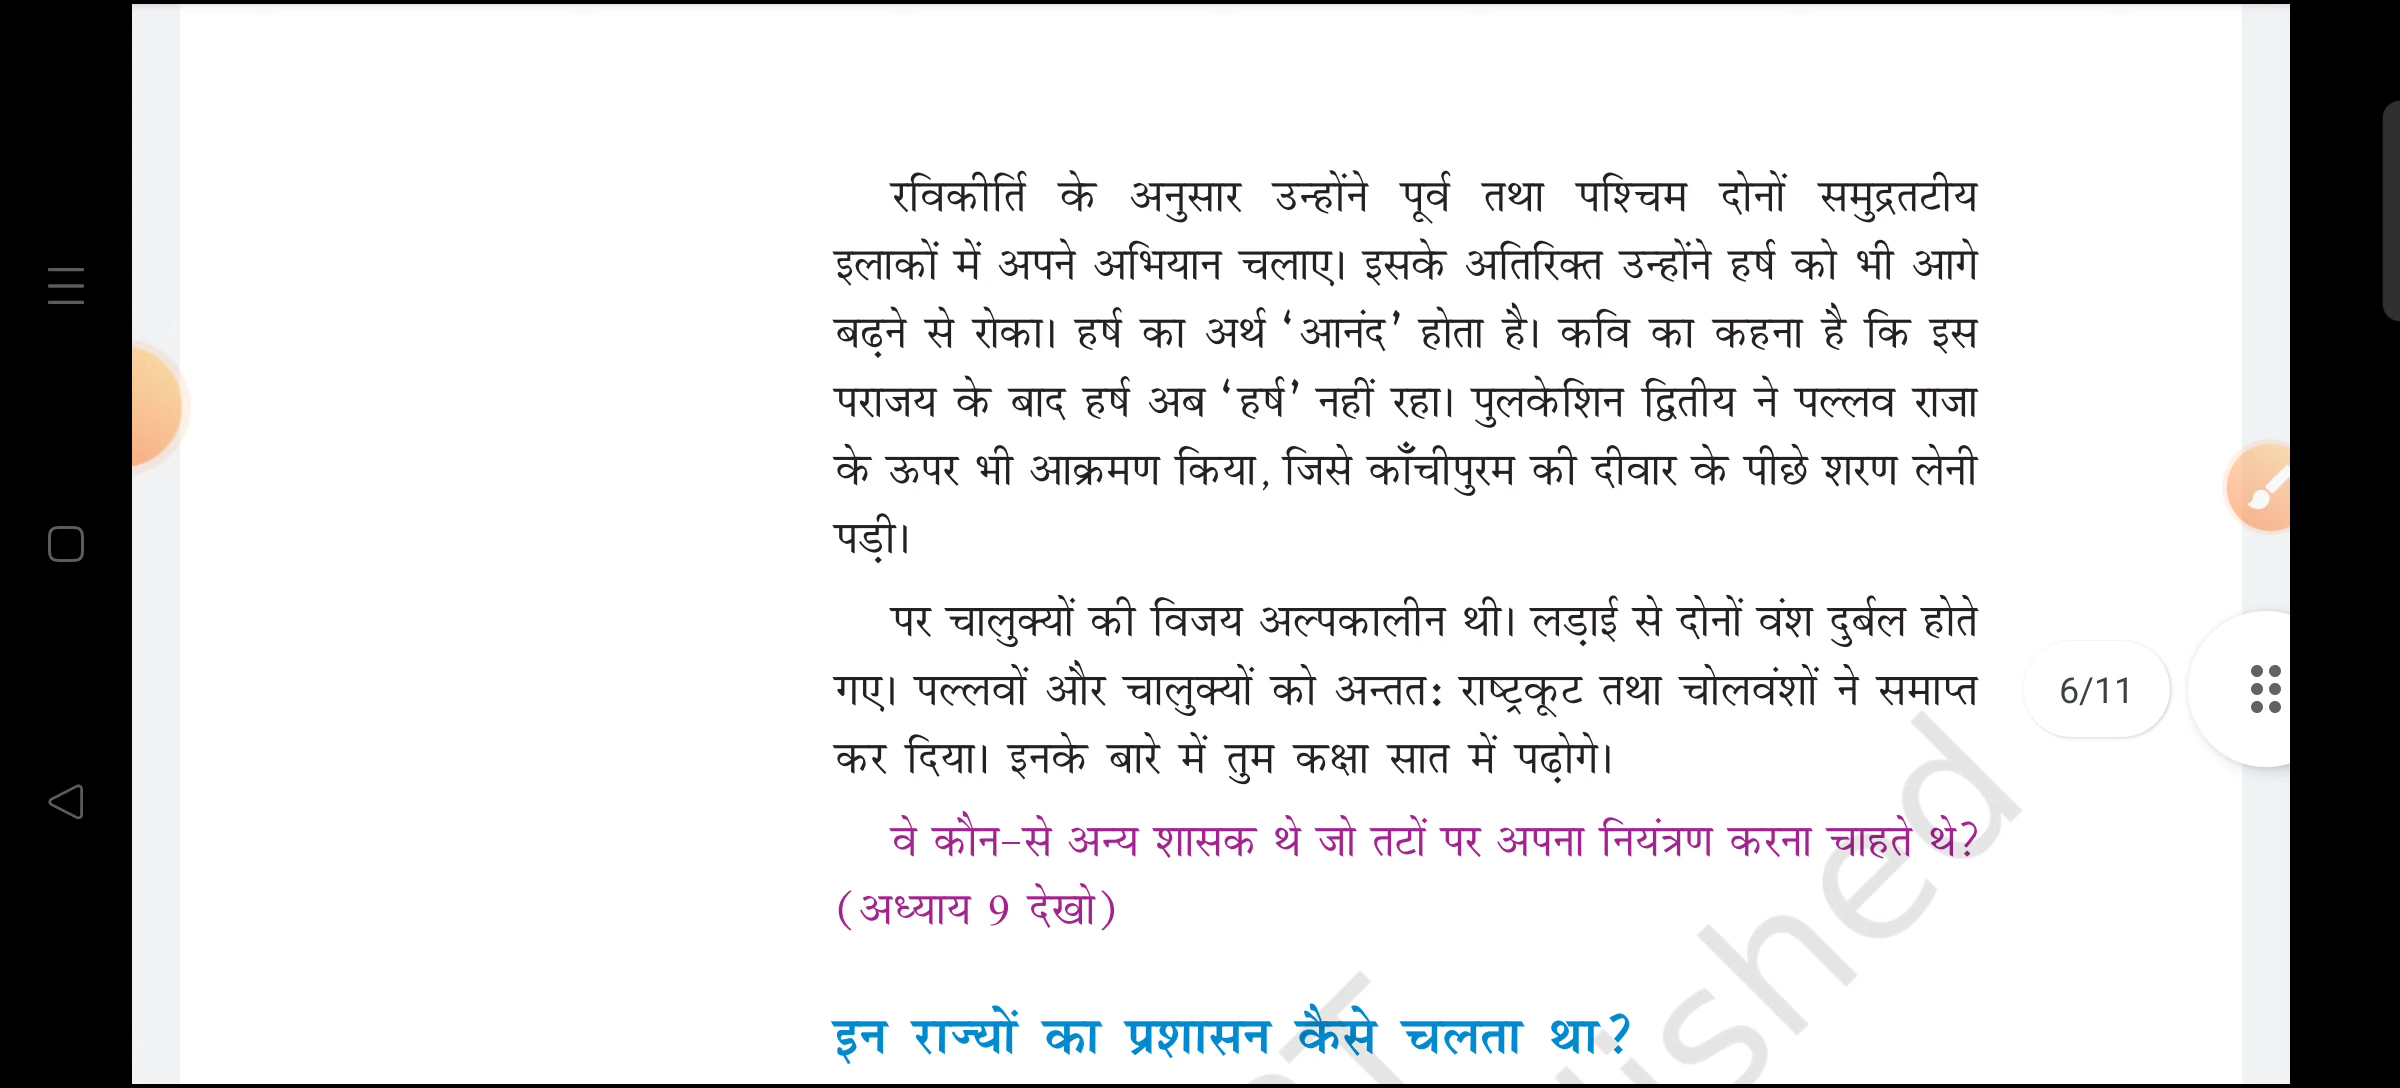 रविकीर्ति के अनुसार उन्होंने पूर्व तथा पश्चिम दोनों समुद्रतटीय
इलाकों में अपने अभियान चलाए। इसके अतिरिक्त उन्होंने हर्ष को भी आगे
बढ़ने से रोका। हर्ष का अर्थ ‘आनंद’ होता है। कवि का कहना है कि इस
पराजय के बाद हर्ष अब ‘हर्ष’ नहीं रहा। पुलकेशिन द्वितीय ने पल्लव राजा
के ऊपर भी आक्रमण किया, जिसे काँचीपुरम की दीवार के पीछे शरण लेनी
पड़ी।
पर चालुक्यों की विजय अल्पकालीन थी। लड़ाई से दोनों वंश दुर्बल होते
गए। पल्लवों और चालुक्यों को अन्ततः राष्ट्रकूट तथा चोलवंशों ने समाप्त
कर दिया। इनके बारे में तुम कक्षा सात में पढ़ोगे।
6/11
वे कौन-से अन्य शासक थे जो तटों पर अपना नियंत्रण करना चाहते थे?
(अध्याय 9 देखो)
इन राज्यों का प्रशासन कैसे चलता था?